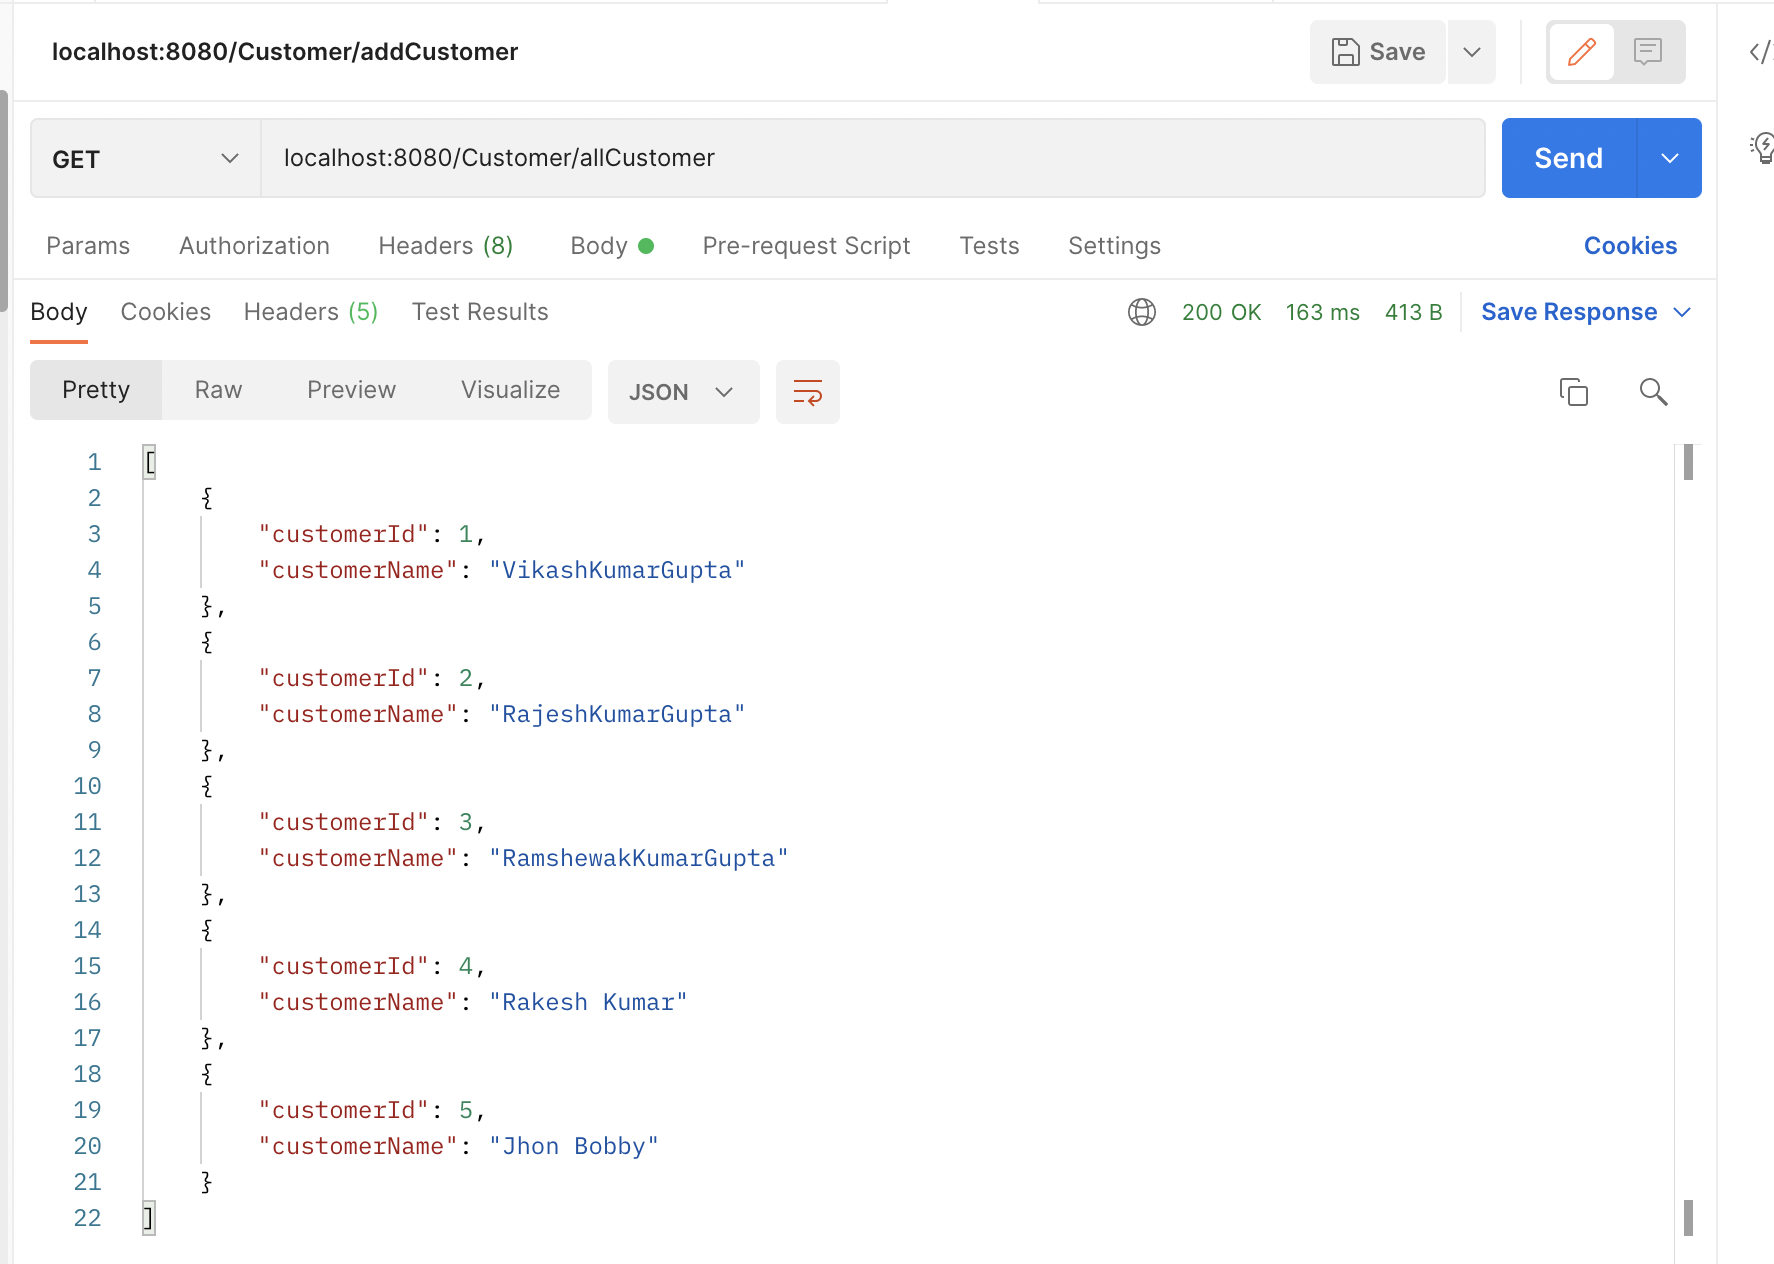 localhost:8080/Customer/addCustomer
Save
GET
localhost:8080/Customer/allCustomer
Send
Params Authorization Headers (8) Body Pre-request Script Tests Settings Cookies
Body Cookies Headers (5) Test Results 200 OK 163 ms 413 B Save Response
Pretty Raw Preview Visualize JSON
1 [
2 {
3 "customerId": 1,
4 "customerName": "VikashKumarGupta"
5 },
6 {
7 "customerId": 2,
8 "customerName": "RajeshKumarGupta"
9 },
10 {
11 "customerId": 3,
12 "customerName": "RamshewakKumarGupta"
13 },
14 {
15 "customerId": 4,
16 "customerName": "Rakesh Kumar"
17 },
18 {
19 "customerId": 5,
20 "customerName": "Jhon Bobby"
21 }
22 ]